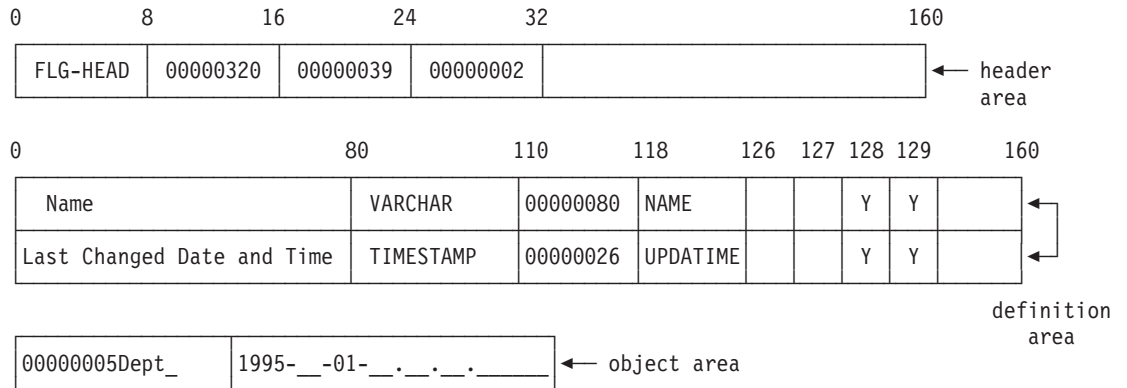 0 8 16 24 32 160
FLG-HEAD 00000320 00000039 00000002 header
area
0 80 110 118 126 127 128 129 160
Name VARCHAR 00000080 NAME Y Y
Last Changed Date and Time TIMESTAMP 00000026 UPDATIME Y Y
definition
area
00000005Dept_ 1995-__-01-__.__.__.______ object area